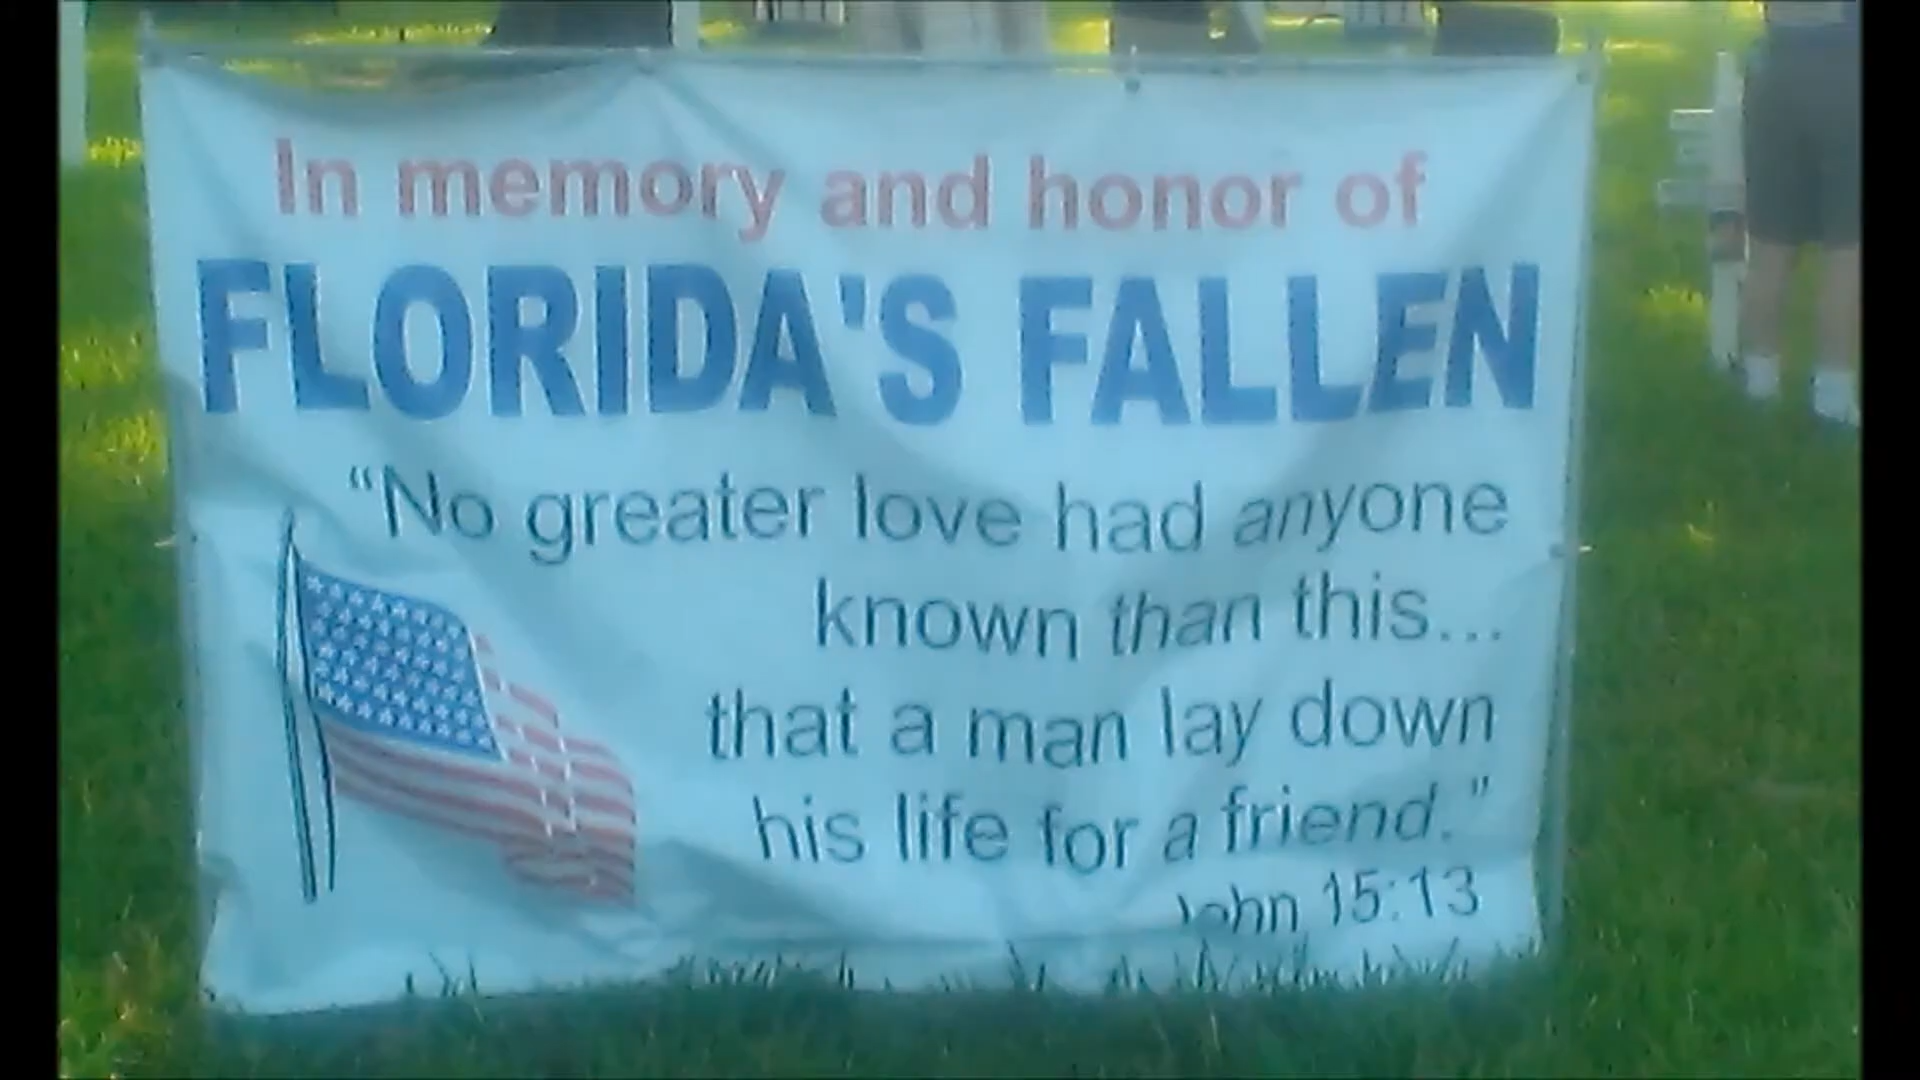 In memory and honor of
FLORIDA'S FALLEN
“No greater love had anyone
known than this...
that a man lay down
his life for a friend.”
John 15:13